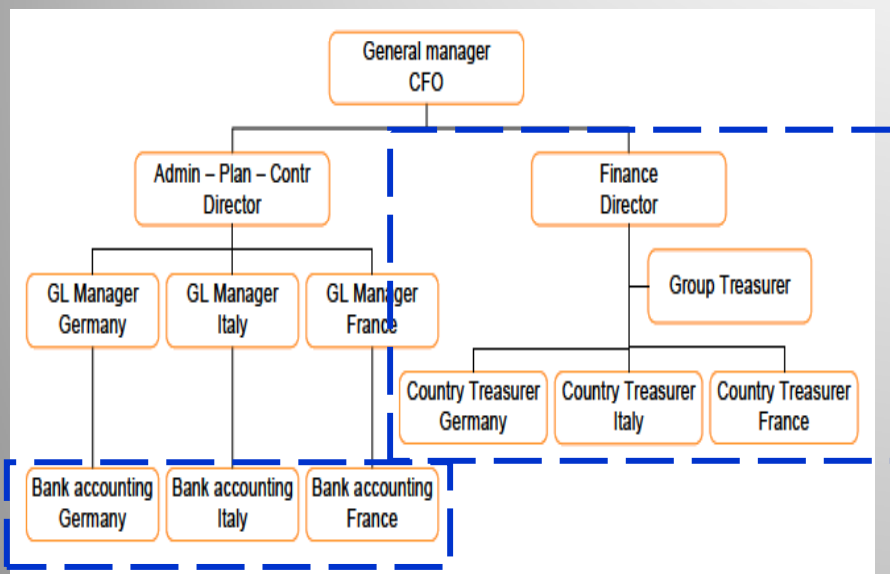 General manager
CFO
Admin – Plan – Contr
Director
Finance
Director
GL Manager
Germany
GL Manager
Italy
GL Manager
France
Group Treasurer
Country Treasurer
Germany
Country Treasurer
Italy
Country Treasurer
France
Bank accounting
Germany
Bank accounting
Italy
Bank accounting
France